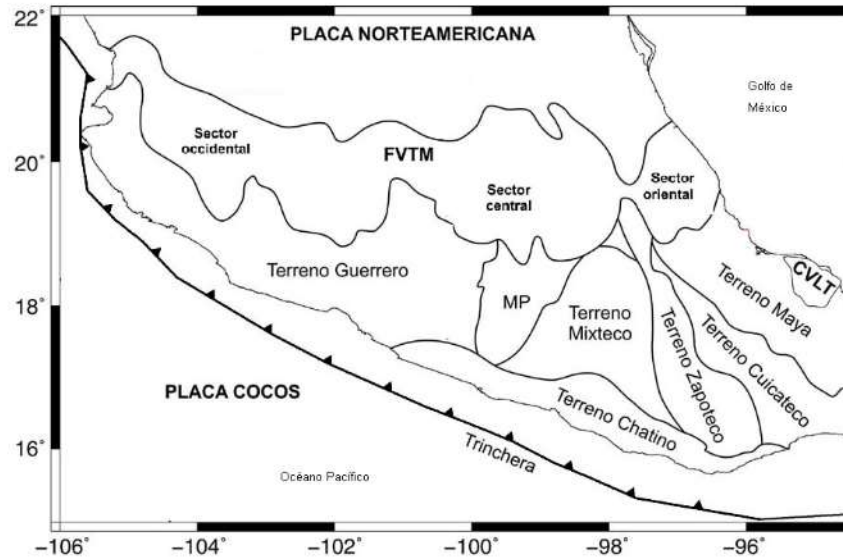 22°
PLACA NORTEAMERICANA
Golfo de
México
Sector
occidental
20°
FVTM
Sector
central
Sector
oriental
Terreno Guerrero
CVLT
Terreno Maya
18°
MP
Terreno
Mixteco
Terreno Cuicateco
Terreno Zapoteco
PLACA COCOS
Terreno Chatino
16°
Trinchera
Océano Pacífico
−106°
−104°
−102°
−100°
−98°
−96°